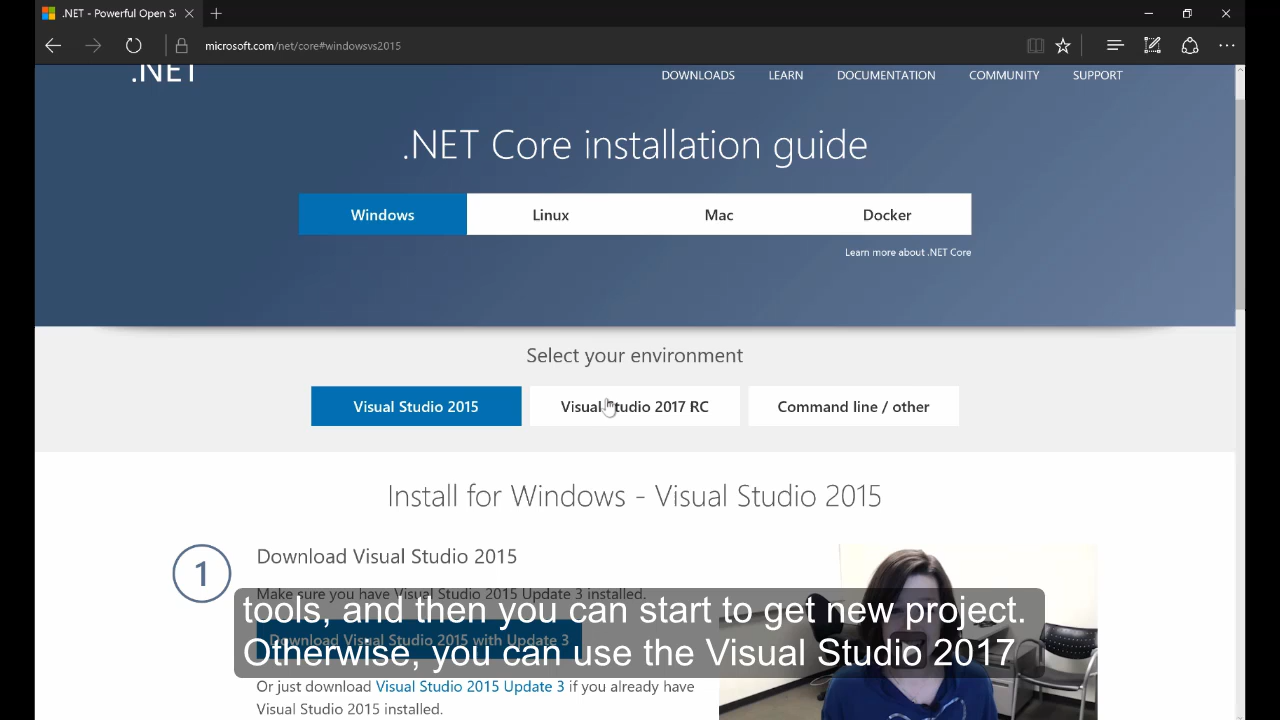 .NET - Powerful Open S
microsoft.com/net/core#windowsvs2015
.NET
DOWNLOADS LEARN DOCUMENTATION COMMUNITY SUPPORT
.NET Core installation guide
Windows Linux Mac Docker
Learn more about .NET Core
Select your environment
Visual Studio 2015 Visual Studio 2017 RC Command line / other
Install for Windows - Visual Studio 2015
1 Download Visual Studio 2015
Make sure you have Visual Studio 2015 Update 3 installed.
tools, and then you can start to get new project.
Download Visual Studio 2015 with Update 3
Otherwise, you can use the Visual Studio 2017
Or just download Visual Studio 2015 Update 3 if you already have
Visual Studio 2015 installed.